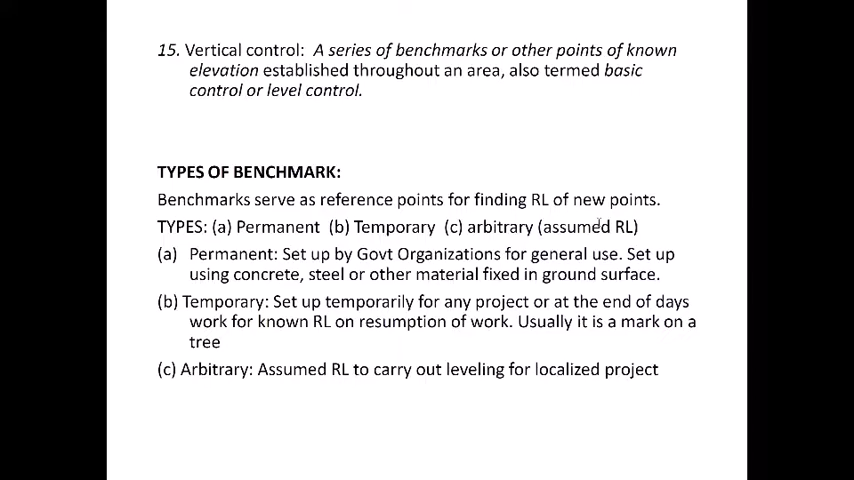 15. Vertical control: A series of benchmarks or other points of known
elevation established throughout an area, also termed basic
control or level control.
TYPES OF BENCHMARK:
Benchmarks serve as reference points for finding RL of new points.
TYPES: (a) Permanent (b) Temporary (c) arbitrary (assumed RL)
(a) Permanent: Set up by Govt Organizations for general use. Set up
using concrete, steel or other material fixed in ground surface.
(b) Temporary: Set up temporarily for any project or at the end of days
work for known RL on resumption of work. Usually it is a mark on a
tree
(c) Arbitrary: Assumed RL to carry out leveling for localized project